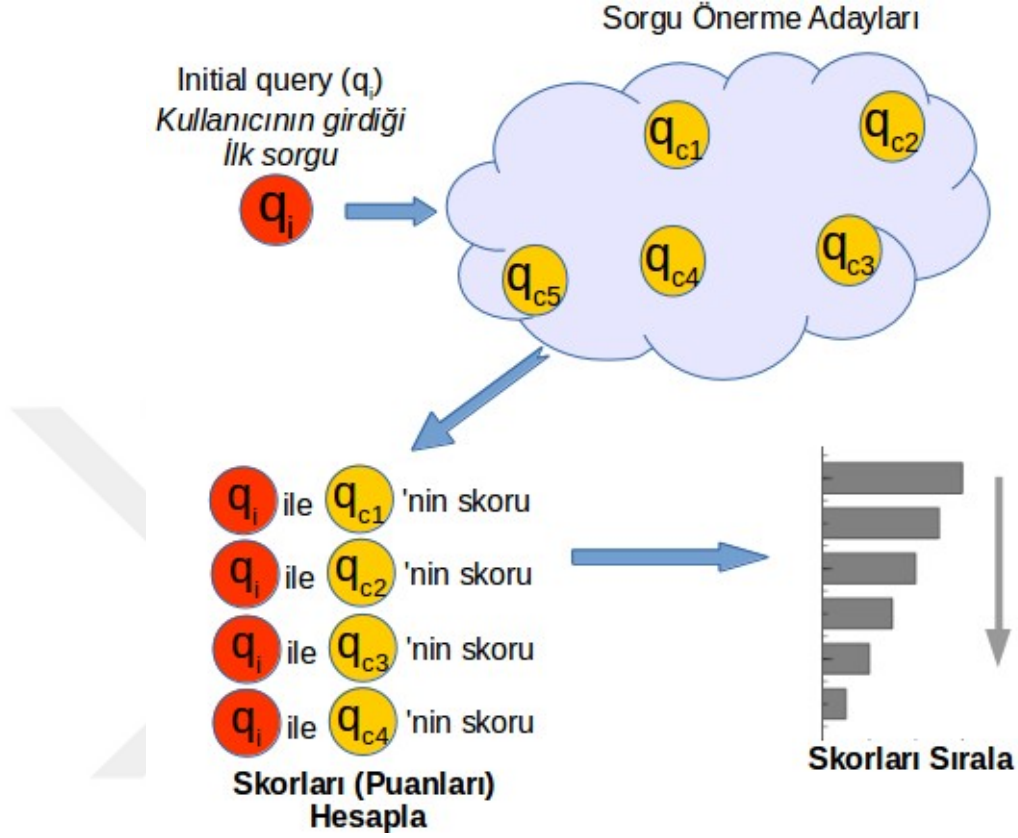 Sorgu Önerme Adayları
Initial query (qi)
Kullanıcının girdiği
İlk sorgu
qi
qc1
qc2
qc3
qc4
qc5
qi ile qc1 'nin skoru
qi ile qc2 'nin skoru
qi ile qc3 'nin skoru
qi ile qc4 'nin skoru
Skorları (Puanları)
Hesapla
Skorları Sırala